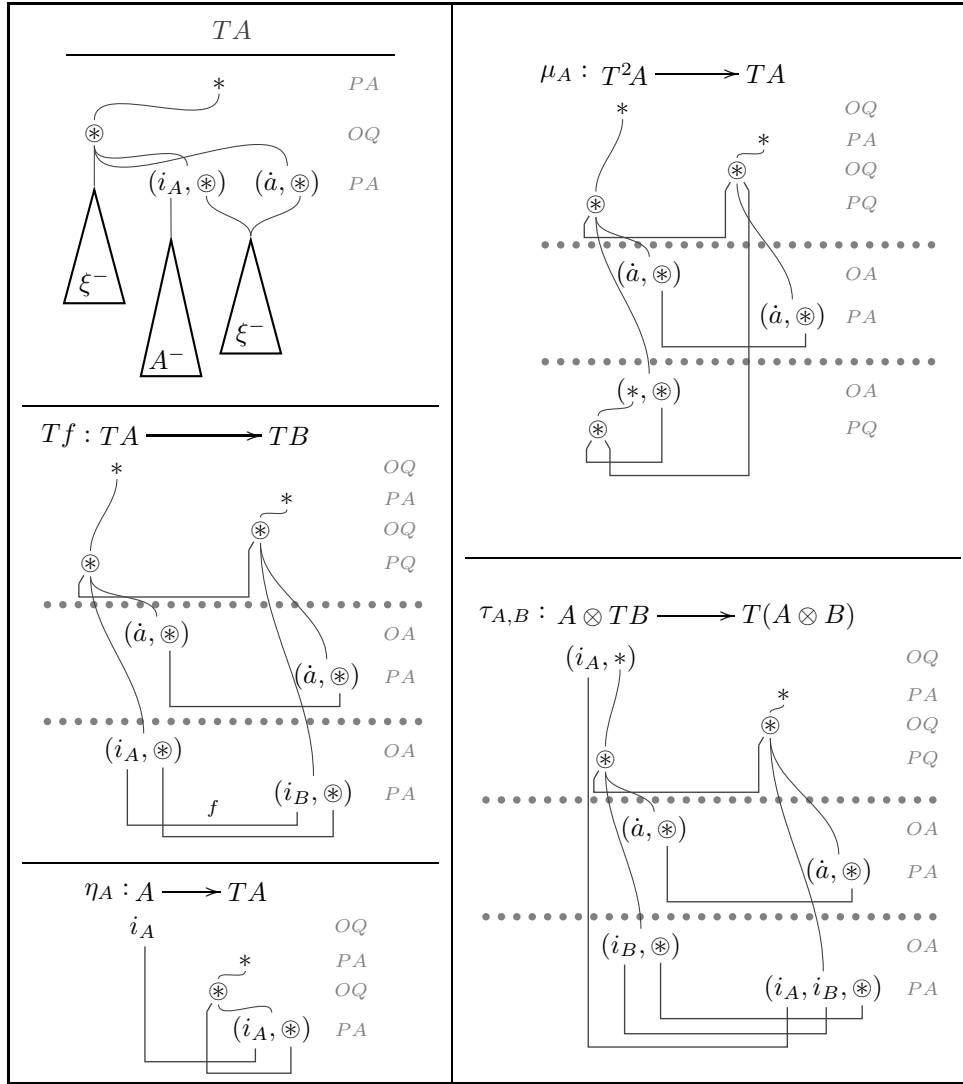 TA
* PA
⊛ OQ
(i_A, ⊛) (ȧ, ⊛) PA
ξ⁻
A⁻
ξ⁻
Tf : TA ⟶ TB
* OQ
* PA
⊛ OQ
⊛ PQ
(ȧ, ⊛) OA
(ȧ, ⊛) PA
(i_A, ⊛) OA
(i_B, ⊛) PA
f
η_A : A ⟶ TA
i_A OQ
* PA
⊛ OQ
(i_A, ⊛) PA
μ_A : T²A ⟶ TA
* OQ
* PA
⊛ OQ
⊛ PQ
(ȧ, ⊛) OA
(ȧ, ⊛) PA
(*, ⊛) OA
⊛ PQ
τ_{A,B} : A ⊗ TB ⟶ T(A ⊗ B)
(i_A, *) OQ
* PA
⊛ OQ
⊛ PQ
(ȧ, ⊛) OA
(ȧ, ⊛) PA
(i_B, ⊛) OA
(i_A, i_B, ⊛) PA